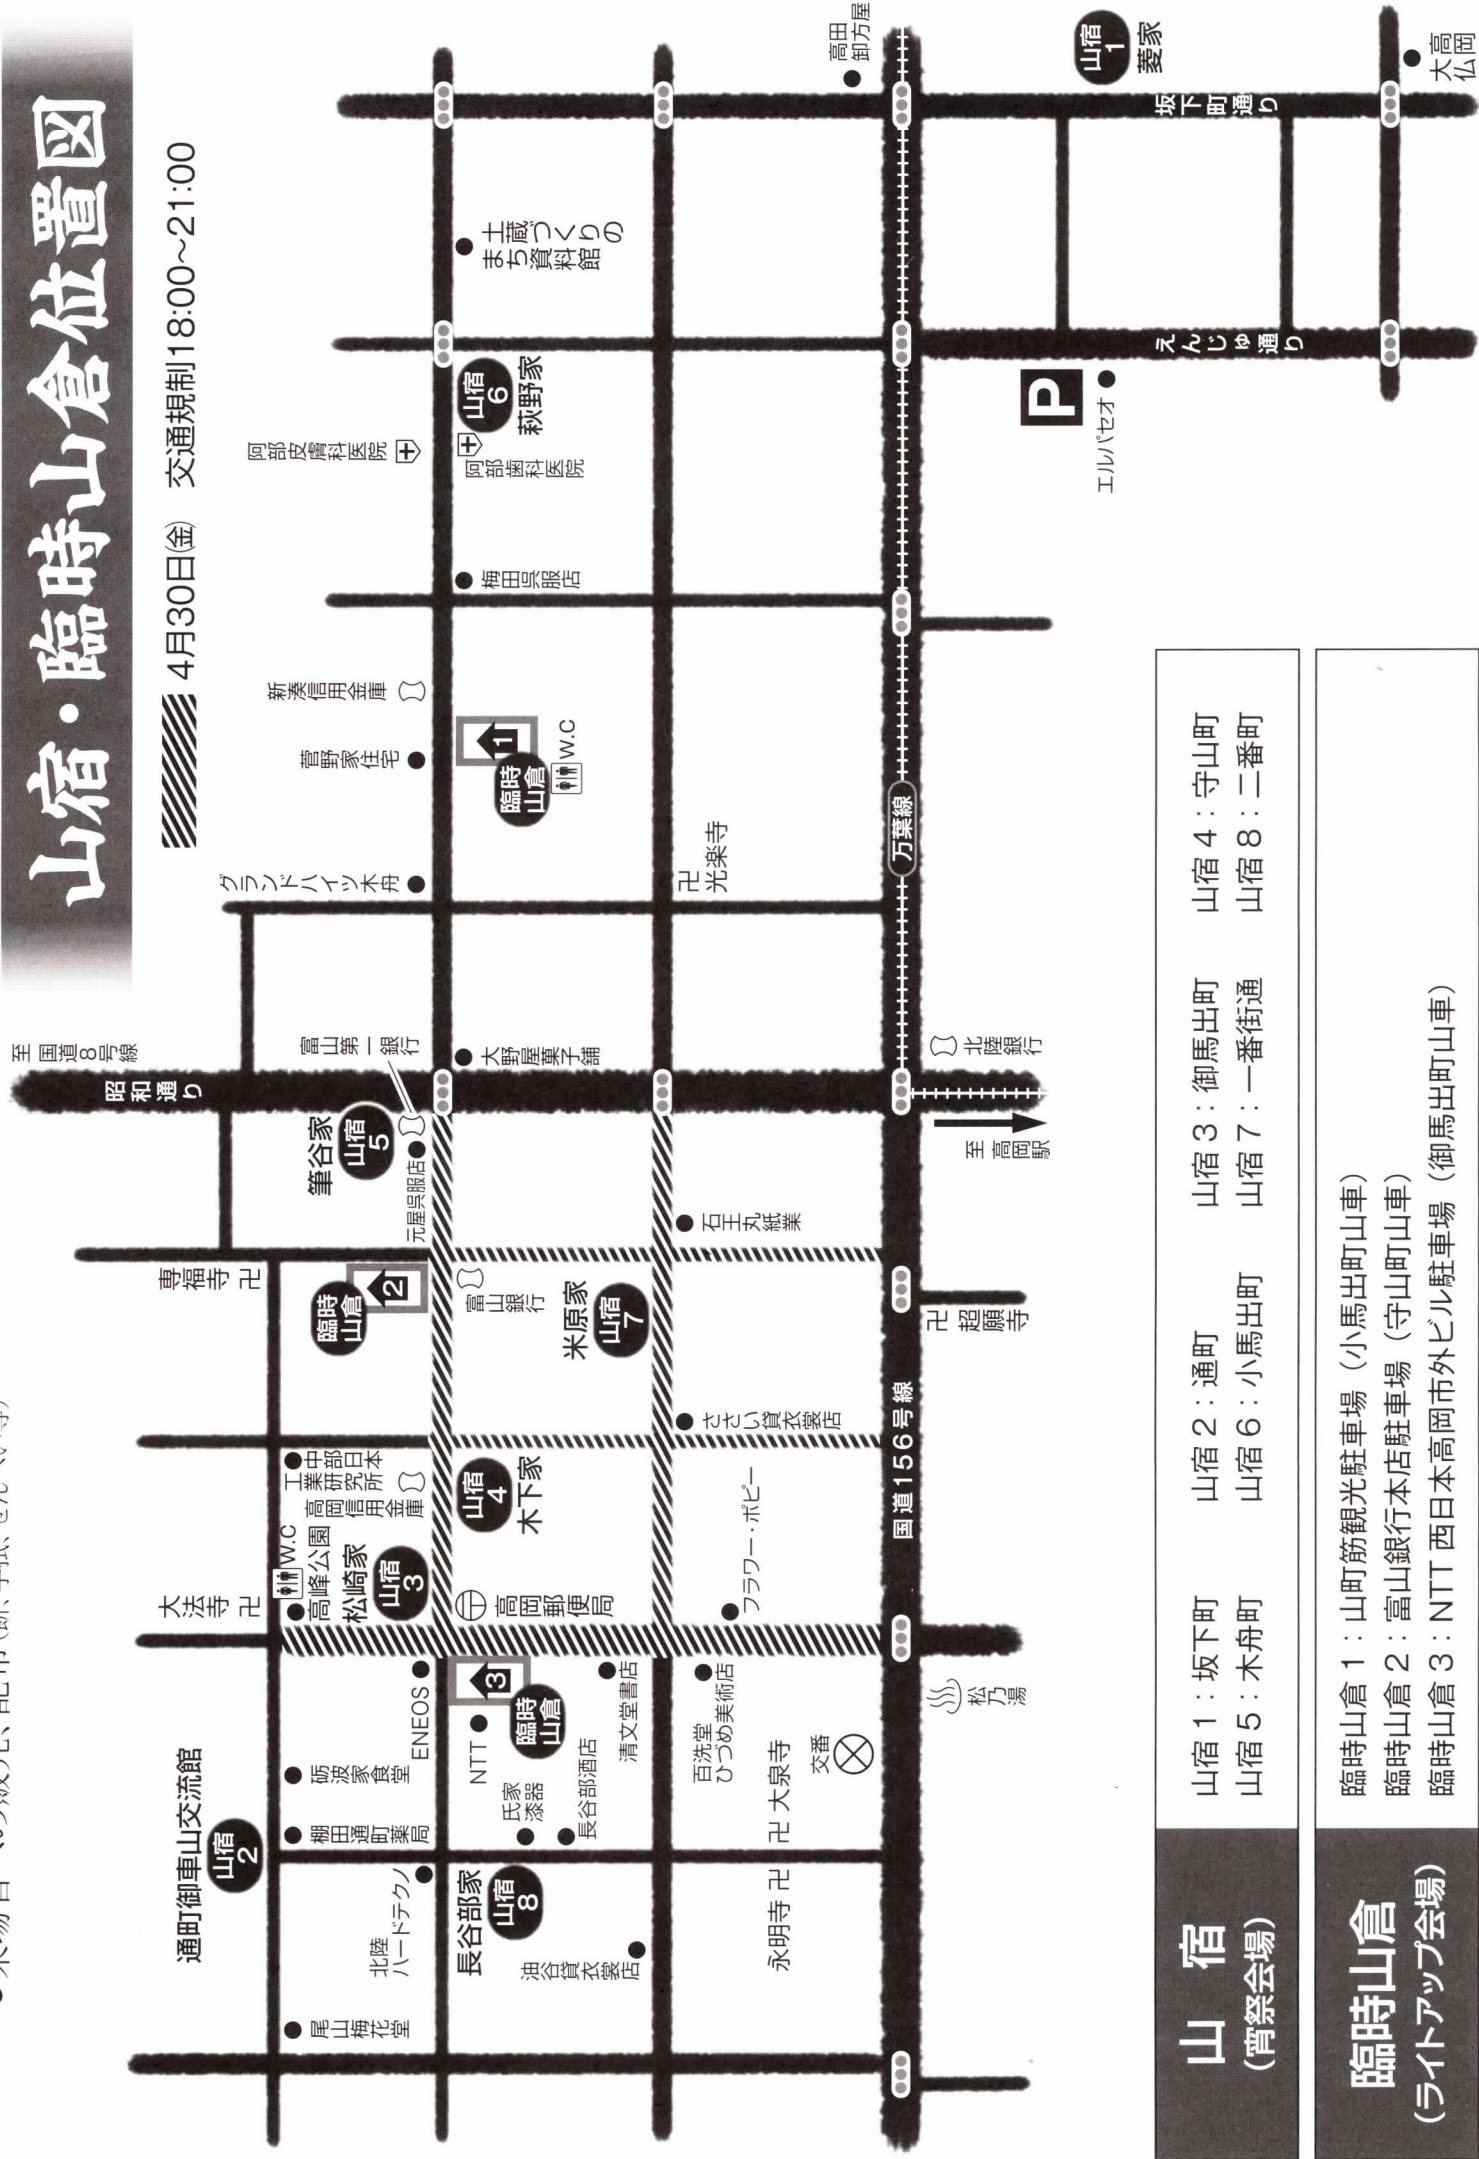 山宿・臨時山倉位置図
4月30日(金)　交通規制18:00~21:00
至
国道8号線
昭和通り
専福寺
大法寺
通町御車山交流館
山宿
2
尾山梅花堂
棚田通町薬局
砺波家食堂
高峰公園
W.C
中部日本
工業研究所
高岡信用金庫
松崎家
山宿
3
臨時
山倉
2
筆谷家
山宿
5
元屋呉服店
富山第一銀行
グランドハイツ木舟
菅野家住宅
新湊信用金庫
阿部皮膚科医院
北陸
ハードテクノ
ENEOS
長谷部家
山宿
8
油谷貸衣裳店
氏家
漆器
長谷部酒店
NTT
3
臨時
山倉
清文堂書店
高岡郵便局
山宿
4
木下家
富山
銀行
米原家
山宿
7
大野屋菓子舗
臨時
山倉
1
W.C
梅田呉服店
阿部歯科医院
山宿
6
萩野家
土蔵づくりの
まち資料館
永明寺
大泉寺
百洗堂
ひづめ美術店
交番
フラワー・ポピー
ささい貸衣裳店
石王丸紙業
光楽寺
高田
卸方屋
国道156号線
万葉線
松乃湯
超願寺
至
高岡駅
北陸銀行
P
エルパセオ
えんじゅ通り
坂下町通り
山宿
1
菱家
高岡
大仏
山　宿
(宵祭会場)
山宿 1：坂下町　山宿 2：通町　山宿 3：御馬出町　山宿 4：守山町
山宿 5：木舟町　山宿 6：小馬出町　山宿 7：一番街通　山宿 8：二番町
臨時山倉
(ライトアップ会場)
臨時山倉 1：山町筋観光駐車場（小馬出町山車）
臨時山倉 2：富山銀行本店駐車場（守山町山車）
臨時山倉 3：NTT 西日本高岡市外ビル駐車場（御馬出町山車）